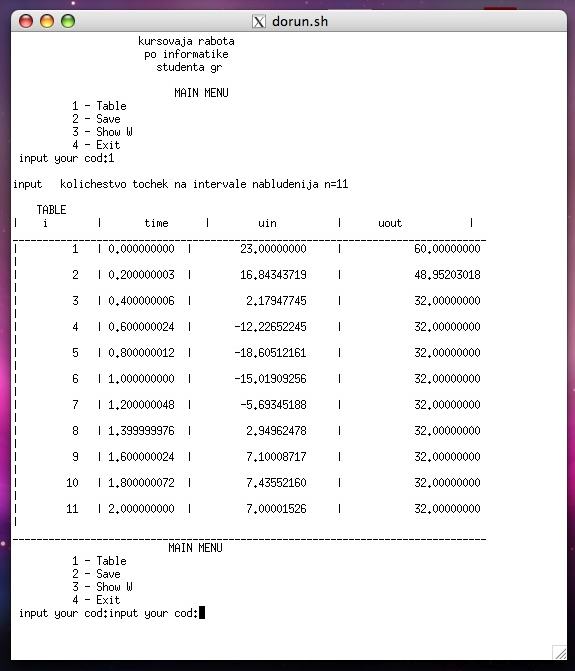 X dorun.sh
kursovaja rabota
po informatike
studenta gr
MAIN MENU
1 - Table
2 - Save
3 - Show W
4 - Exit
input your cod:1
input   kolichestvo tochek na intervale nabludenija n=11
TABLE
|    i        |       time      |        uin          |      uout           |
--------------------------------------------------------------
|         1   | 0.000000000  |        23.00000000     |            60.00000000
|
|         2   | 0.200000003  |        16.84343719     |            48.95203018
|
|         3   | 0.400000006  |         2.17947745     |            32.00000000
|
|         4   | 0.600000024  |       -12.22652245     |            32.00000000
|
|         5   | 0.800000012  |       -18.60512161     |            32.00000000
|
|         6   | 1.000000000  |       -15.01909256     |            32.00000000
|
|         7   | 1.200000048  |        -5.69345188     |            32.00000000
|
|         8   | 1.399999976  |         2.94962478     |            32.00000000
|
|         9   | 1.600000024  |         7.10008717     |            32.00000000
|
|        10   | 1.800000072  |         7.43552160     |            32.00000000
|
|        11   | 2.000000000  |         7.00001526     |            32.00000000
|
--------------------------------------------------------------
MAIN MENU
1 - Table
2 - Save
3 - Show W
4 - Exit
input your cod:input your cod: